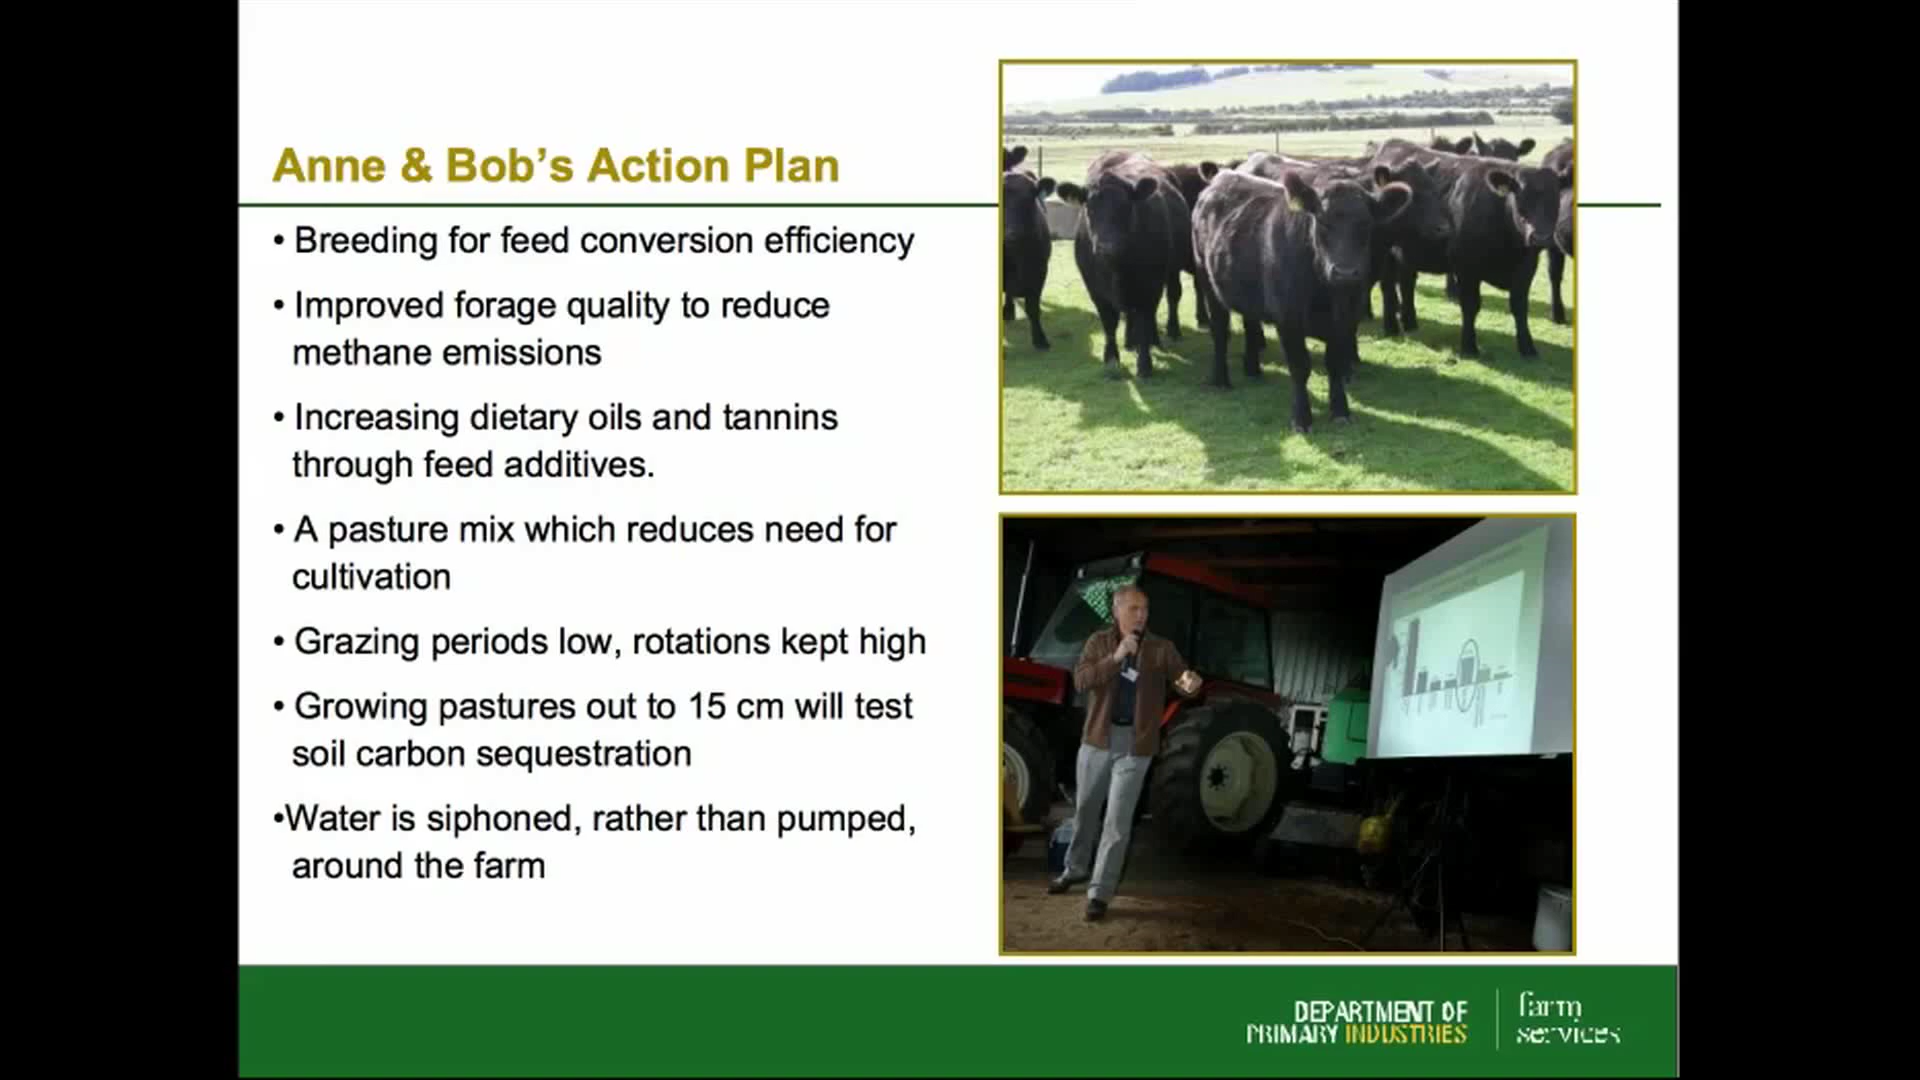 Anne & Bob’s Action Plan
• Breeding for feed conversion efficiency
• Improved forage quality to reduce
methane emissions
• Increasing dietary oils and tannins
through feed additives.
• A pasture mix which reduces need for
cultivation
• Grazing periods low, rotations kept high
• Growing pastures out to 15 cm will test
soil carbon sequestration
•Water is siphoned, rather than pumped,
around the farm
DEPARTMENT OF
PRIMARY INDUSTRIES
farm
services